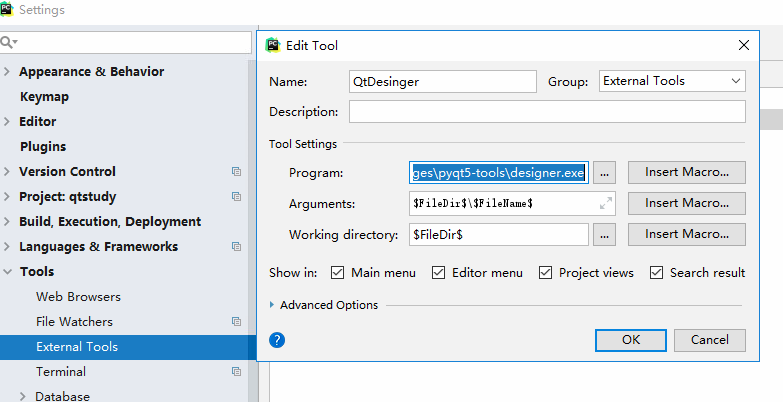 PC Settings
PC Edit Tool
Appearance & Behavior
Keymap
Editor
Plugins
Version Control
Project: qtstudy
Build, Execution, Deployment
Languages & Frameworks
Tools
Web Browsers
File Watchers
External Tools
Terminal
Database
Name: QtDesinger Group: External Tools
Description:
Tool Settings
Program: ges\pyqt5-tools\designer.exe ... Insert Macro...
Arguments: $FileDir$\$FileName$ Insert Macro...
Working directory: $FileDir$ ... Insert Macro...
Show in: Main menu Editor menu Project views Search result
Advanced Options
? OK Cancel